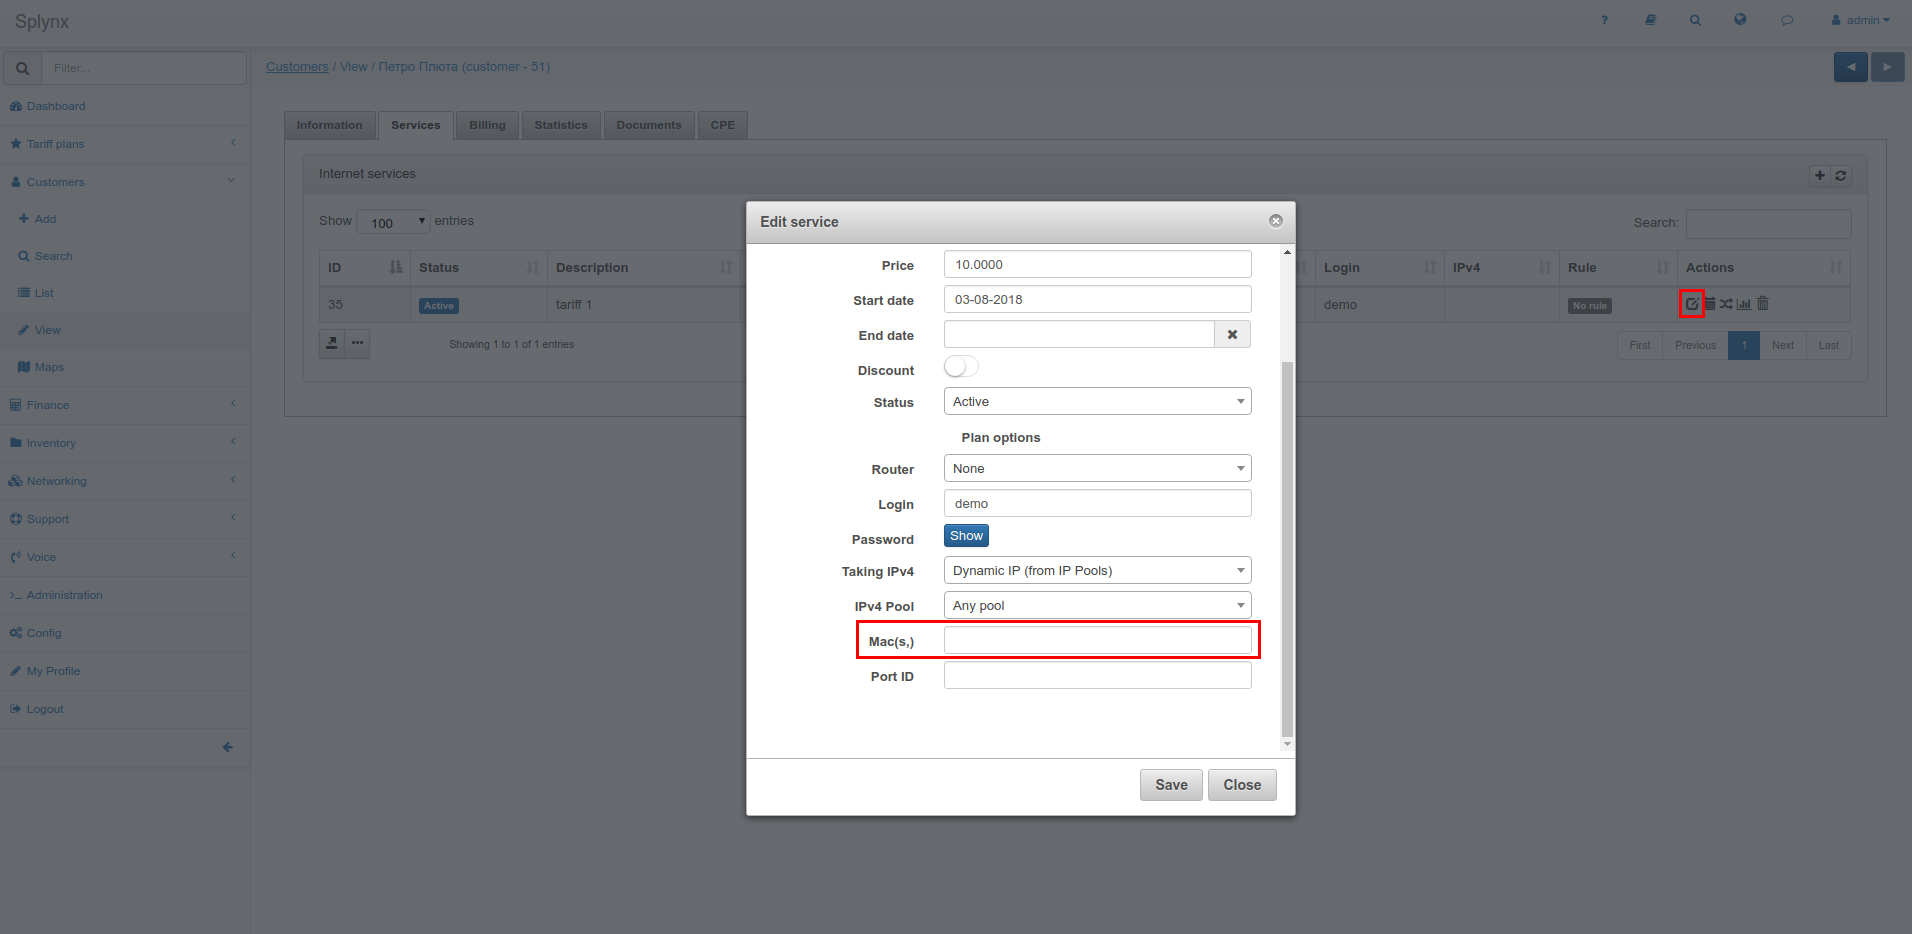 Splynx
? admin
Filter...
Customers / View / Петро Плюта (customer - 51)
Dashboard
Tariff plans
Customers
Add
Search
List
View
Maps
Finance
Inventory
Networking
Support
Voice
Administration
Config
My Profile
Logout
Information Services Billing Statistics Documents CPE
Internet services
Show 100 entries
Search:
ID Status Description Login IPv4 Rule Actions
35 Active tariff 1 demo No rule
Showing 1 to 1 of 1 entries
First Previous 1 Next Last
Edit service
Price 10.0000
Start date 03-08-2018
End date
Discount
Status Active
Plan options
Router None
Login demo
Password Show
Taking IPv4 Dynamic IP (from IP Pools)
IPv4 Pool Any pool
Mac(s,)
Port ID
Save Close